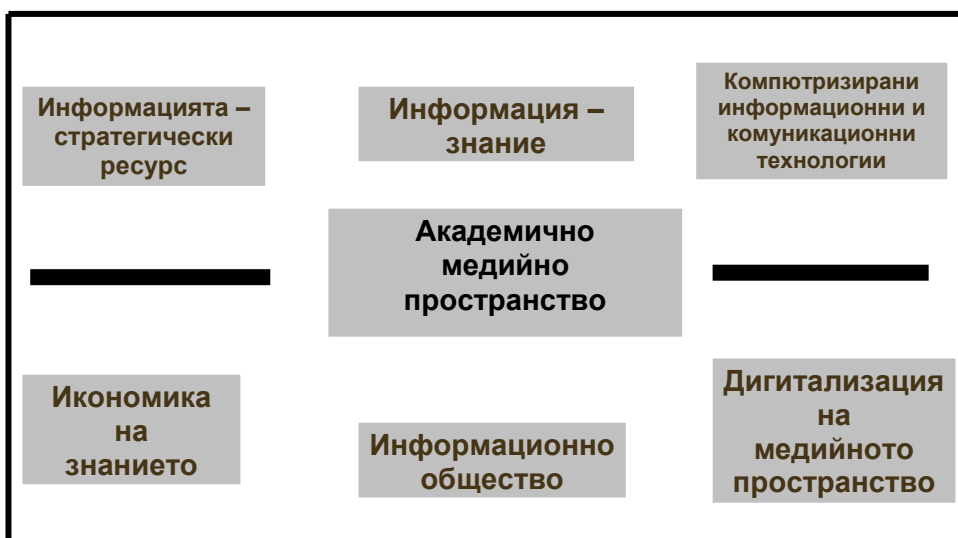 Информацията –
стратегически
ресурс
Информация –
знание
Компютризирани
информационни и
комуникационни
технологии
Академично
медийно
пространство
Икономика
на
знанието
Информационно
общество
Дигитализация
на
медийното
пространство